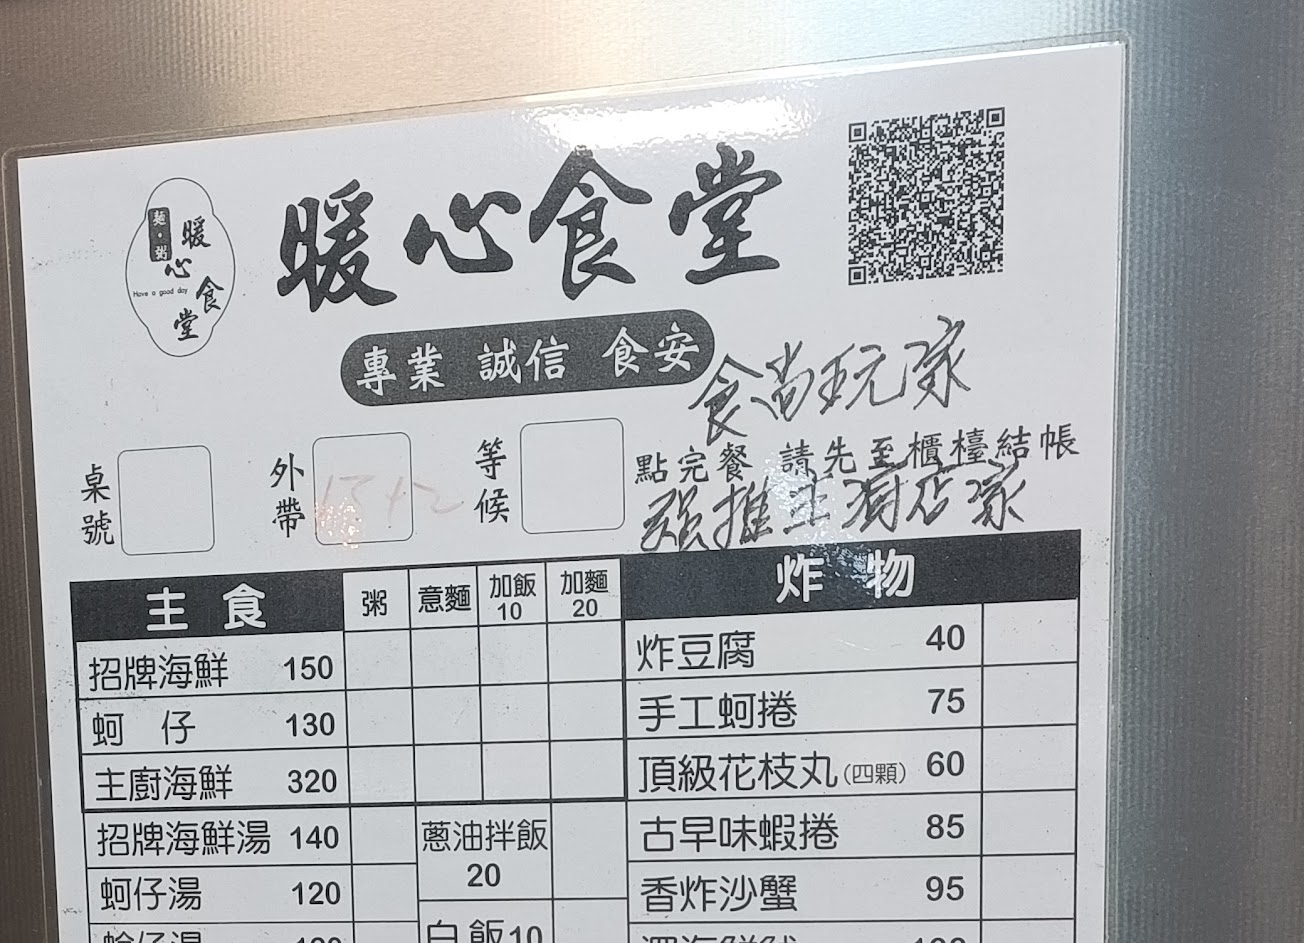 麵・粥
暖心食堂
Have a good day
暖心食堂
專業 誠信 食安
食尚玩家
桌號
外帶
等候
點完餐 請先至櫃檯結帳
強推主酒店家
主食 粥 意麵 加飯10 加麵20
炸物
招牌海鮮 150
炸豆腐 40
蚵 仔 130
手工蚵捲 75
主廚海鮮 320
頂級花枝丸(四顆) 60
招牌海鮮湯 140
蔥油拌飯 20
古早味蝦捲 85
蚵仔湯 120
香炸沙蟹 95
白飯10